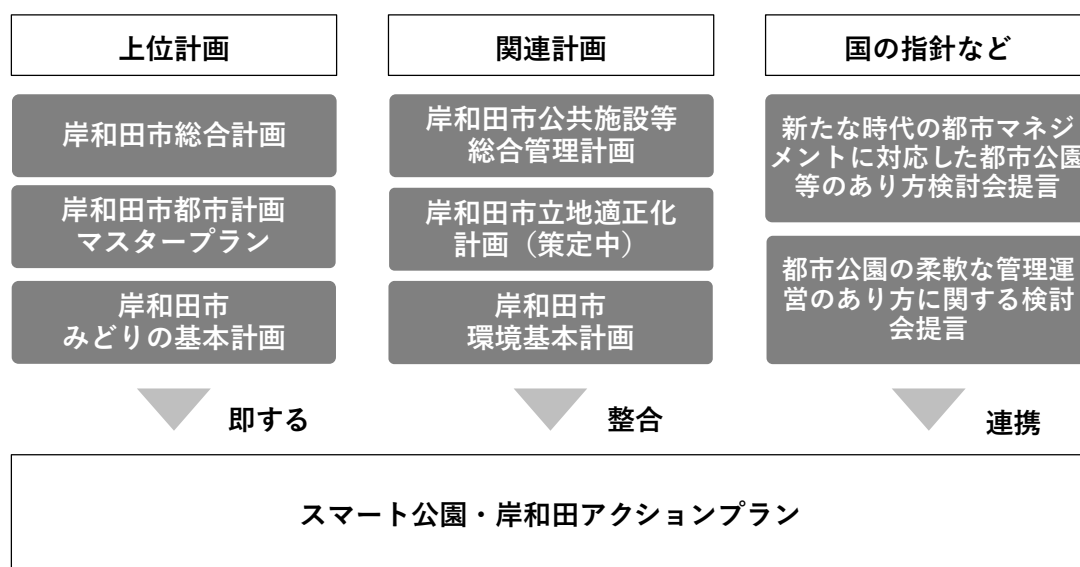 上位計画
岸和田市総合計画
岸和田市都市計画
マスタープラン
岸和田市
みどりの基本計画
即する
関連計画
岸和田市公共施設等
総合管理計画
岸和田市立地適正化
計画（策定中）
岸和田市
環境基本計画
整合
国の指針など
新たな時代の都市マネジ
メントに対応した都市公園
等のあり方検討会提言
都市公園の柔軟な管理運
営のあり方に関する検討
会提言
連携
スマート公園・岸和田アクションプラン